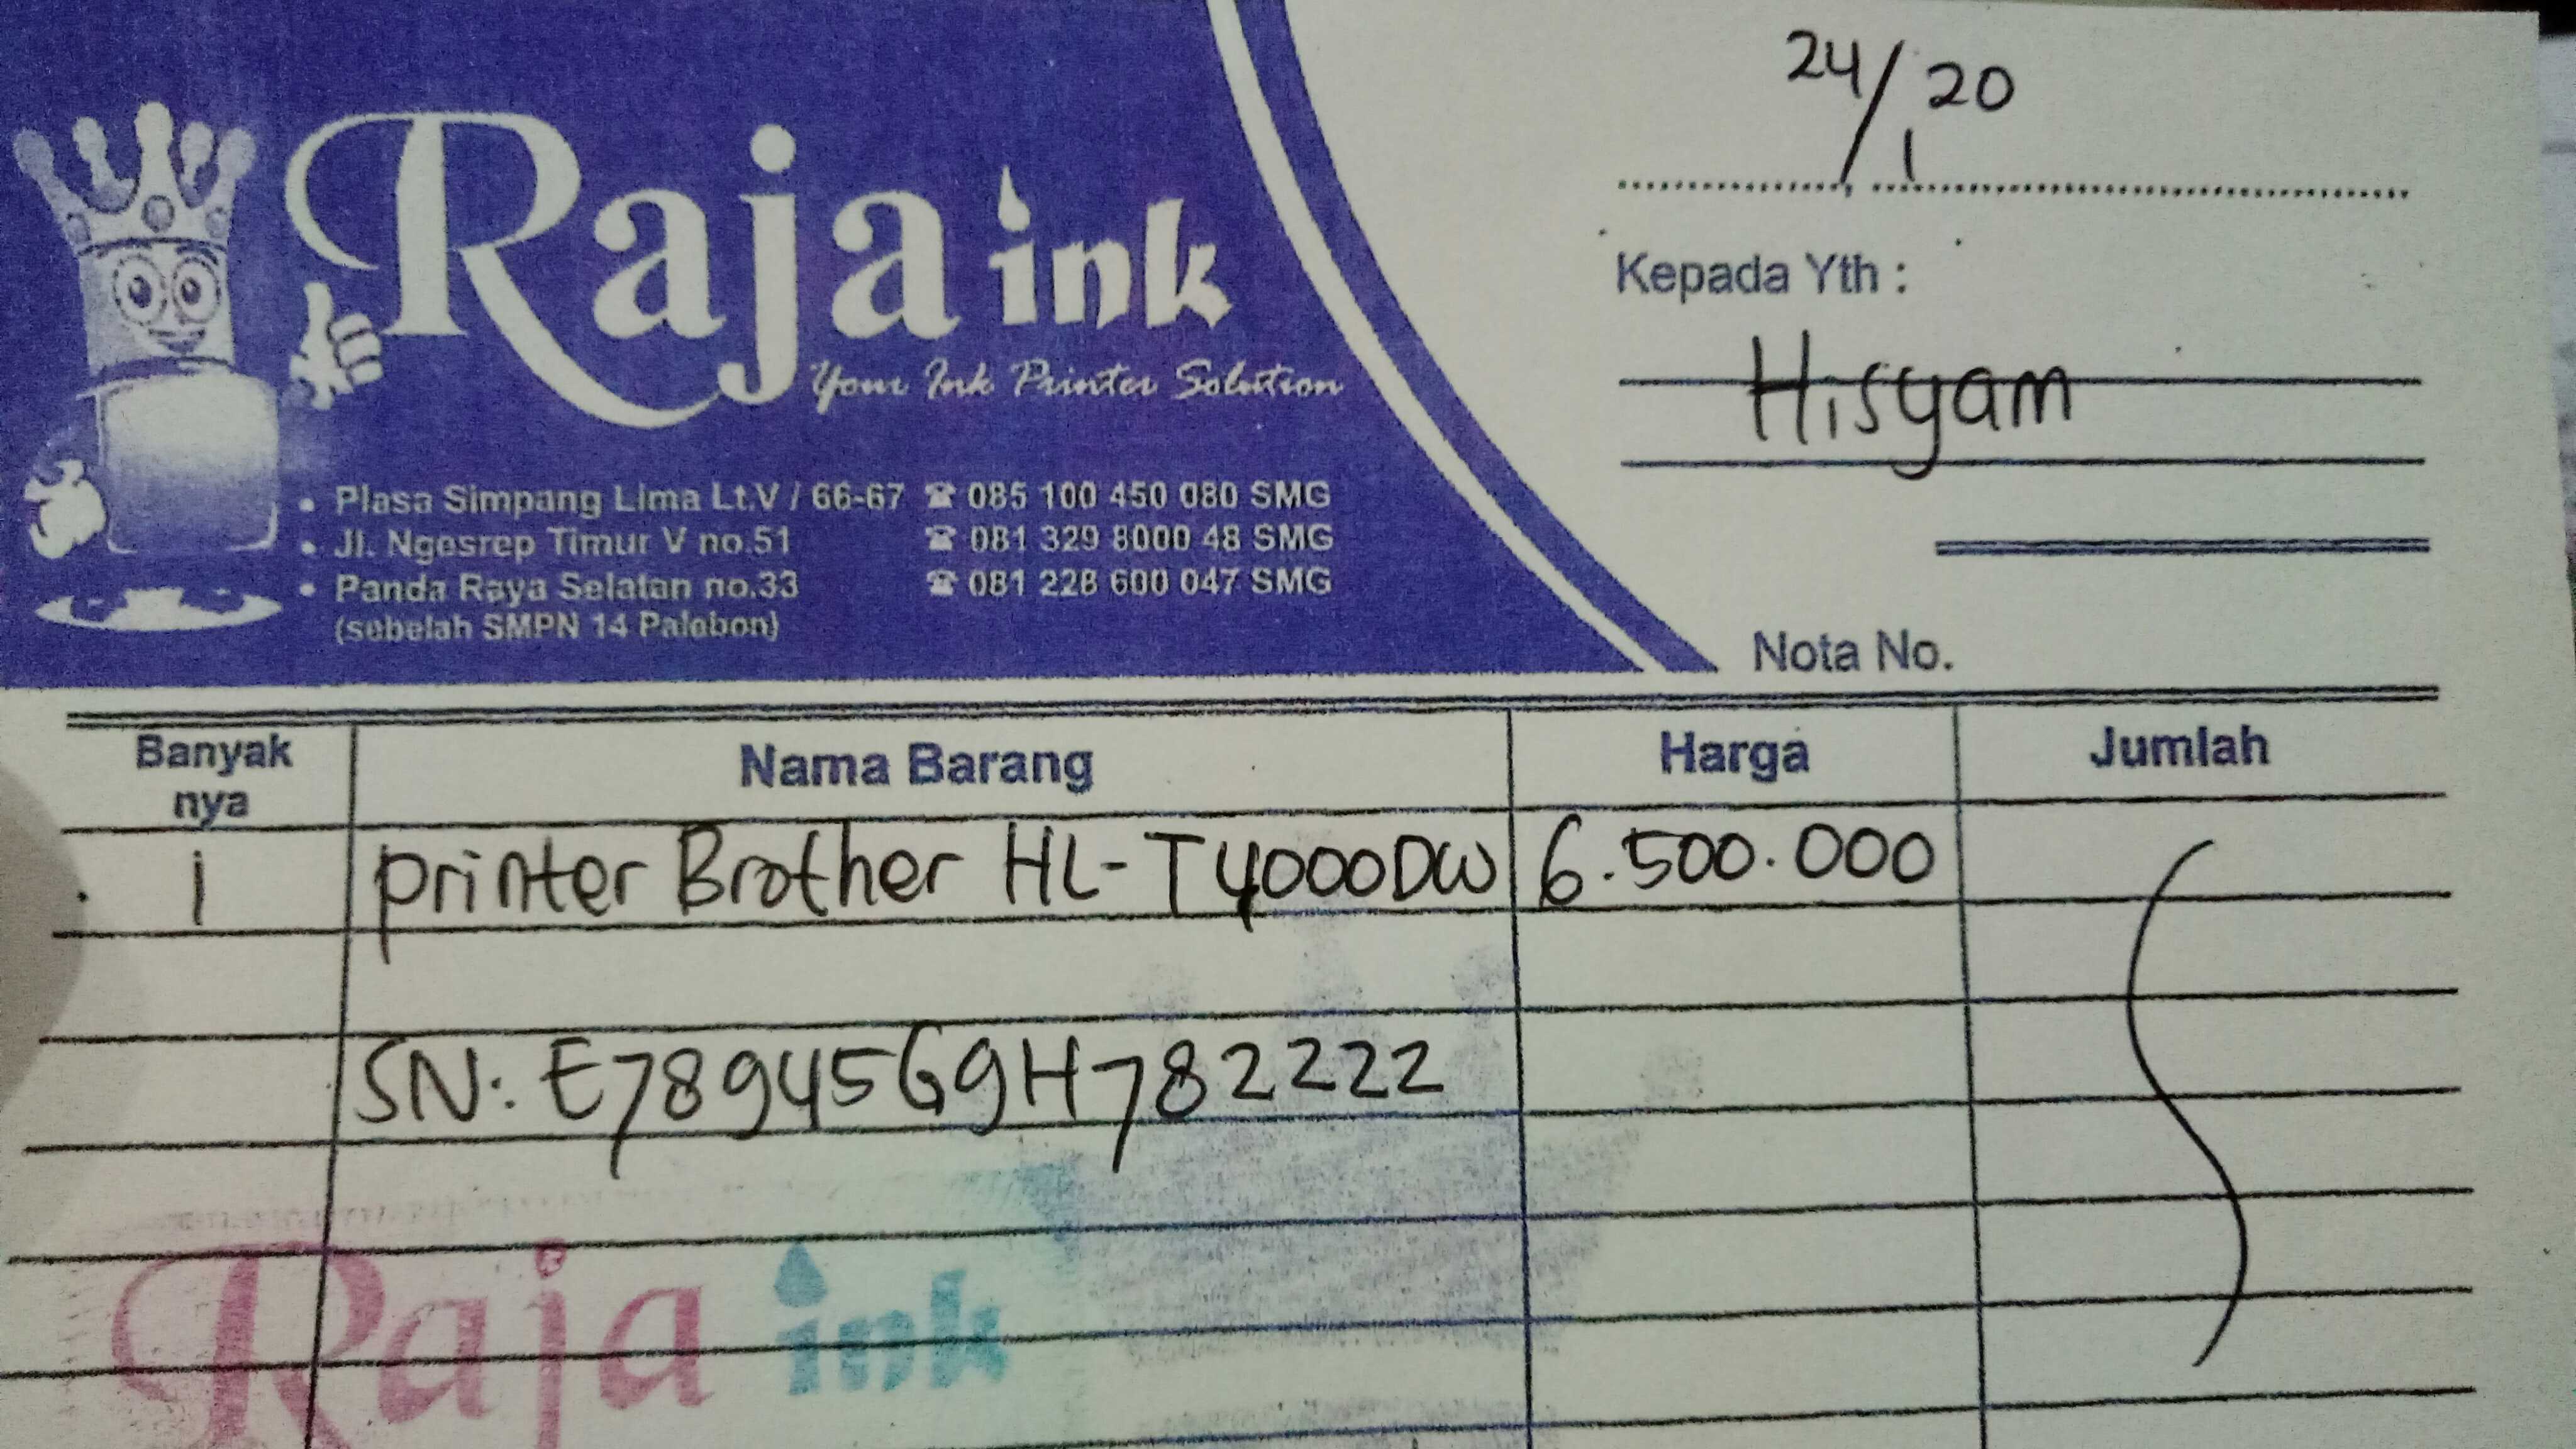 24/1 20
Raja ink
Your Ink Printer Solution
Kepada Yth :
Hisyam
• Plasa Simpang Lima Lt.V / 66-67 ☎ 085 100 450 080 SMG
• Jl. Ngesrep Timur V no.51 ☎ 081 329 8000 48 SMG
• Panda Raya Selatan no.33 ☎ 081 228 600 047 SMG
(sebelah SMPN 14 Palebon)
Nota No.
Banyak nya Nama Barang Harga Jumlah
1 printer Brother HL-T4000DW 6.500.000
SN: E78945G9H782222
Raja ink